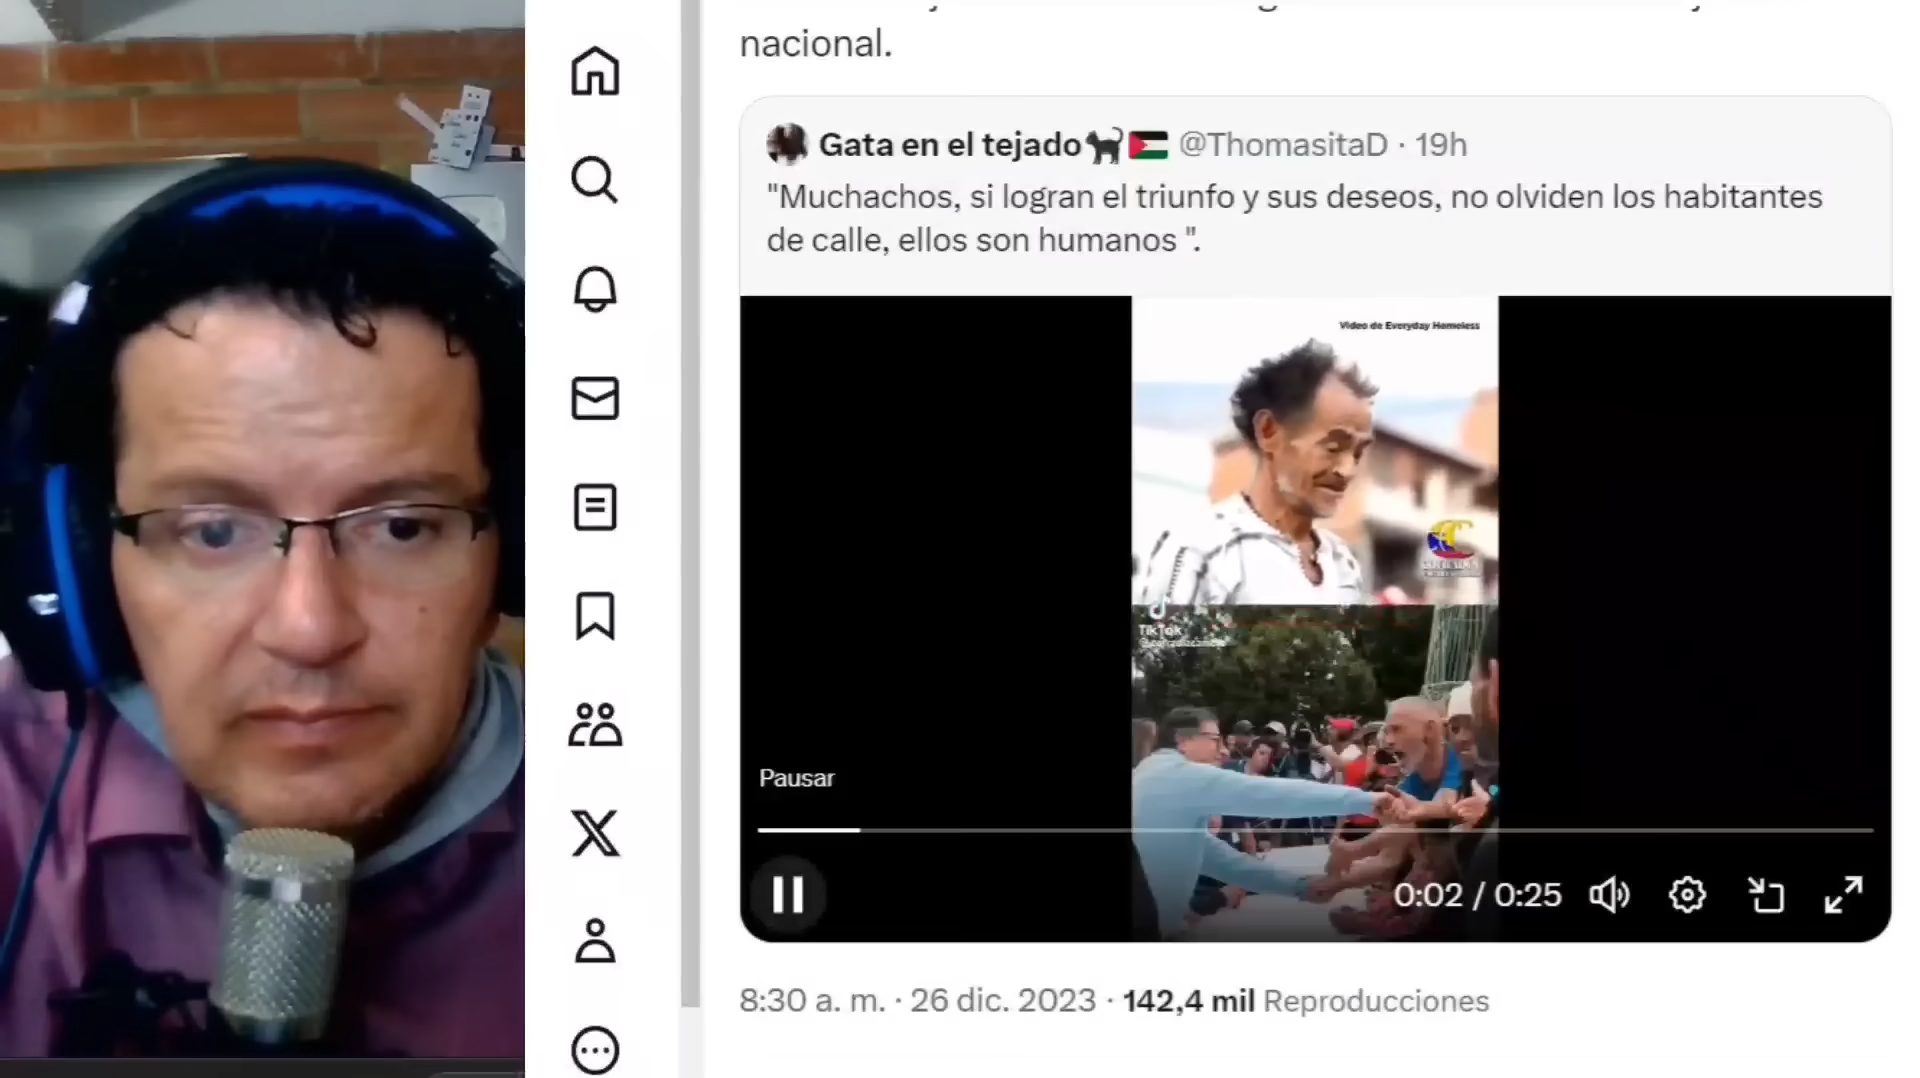 nacional.
Gata en el tejado🐈‍⬛🇵🇸 @ThomasitaD · 19h
"Muchachos, si logran el triunfo y sus deseos, no olviden los habitantes
de calle, ellos son humanos ".
Video de Everyday Homeless
TikTok
Pausar
0:02 / 0:25
8:30 a. m. · 26 dic. 2023 · 142,4 mil Reproducciones